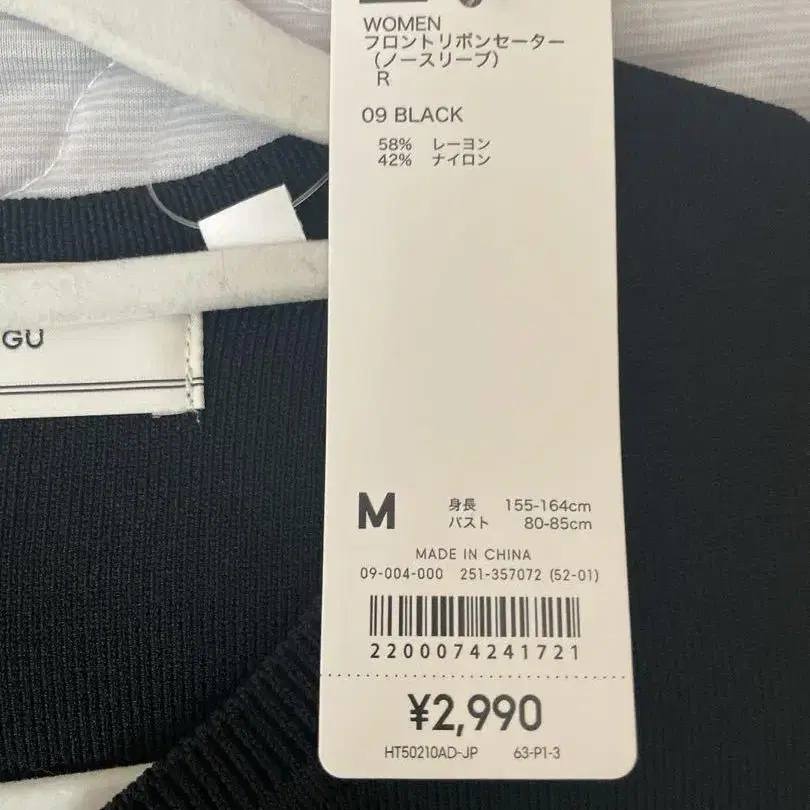 WOMEN
フロントリボンセーター
（ノースリーブ）
R
09 BLACK
58% レーヨン
42% ナイロン
GU
M
身長 155-164cm
バスト 80-85cm
MADE IN CHINA
09-004-000 251-357072 (52-01)
2200074241721
¥2,990
HT50210AD-JP 63-P1-3